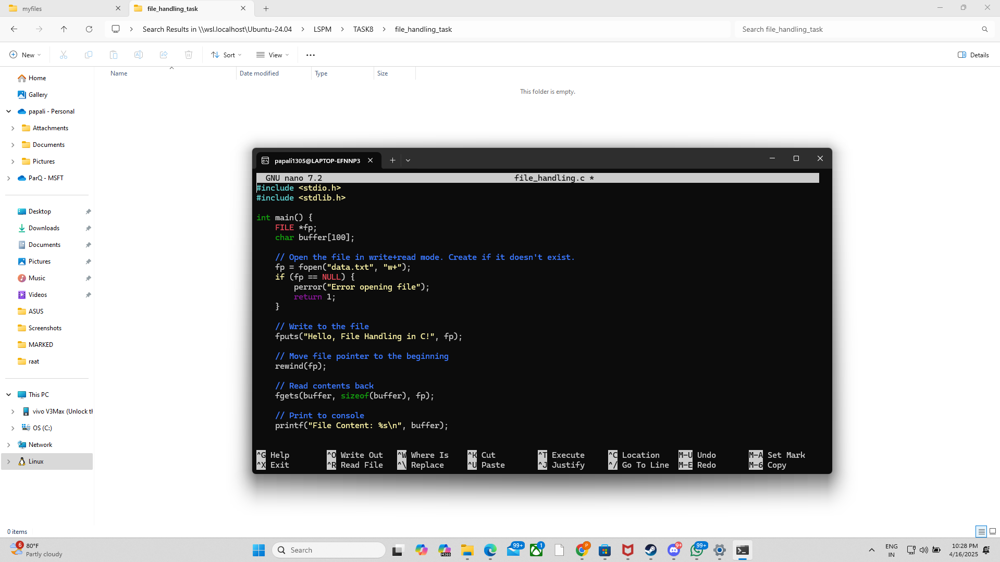 myfiles
file_handling_task
Search Results in \\wsl.localhost\Ubuntu-24.04 > LSPM > TASK8 > file_handling_task
Search file_handling_task
New
Sort
View
Details
Name
Date modified
Type
Size
This folder is empty.
Home
Gallery
papali - Personal
Attachments
Documents
Pictures
ParQ - MSFT
Desktop
Downloads
Documents
Pictures
Music
Videos
ASUS
Screenshots
MARKED
raat
This PC
vivo V3Max (Unlock th
OS (C:)
Network
Linux
0 items
papali1305@LAPTOP-EFNNP3
GNU nano 7.2 file_handling.c *
#include <stdio.h>
#include <stdlib.h>
int main() {
FILE *fp;
char buffer[100];
// Open the file in write+read mode. Create if it doesn't exist.
fp = fopen("data.txt", "w+");
if (fp == NULL) {
perror("Error opening file");
return 1;
}
// Write to the file
fputs("Hello, File Handling in C!", fp);
// Move file pointer to the beginning
rewind(fp);
// Read contents back
fgets(buffer, sizeof(buffer), fp);
// Print to console
printf("File Content: %s\n", buffer);
^G Help ^O Write Out ^W Where Is ^K Cut ^T Execute ^C Location M-U Undo M-A Set Mark
^X Exit ^R Read File ^\ Replace ^U Paste ^J Justify ^/ Go To Line M-E Redo M-6 Copy
6
80°F
Partly cloudy
Search
M365
99+
1
P
9+
99+
ENG
IN
10:28 PM
4/16/2025